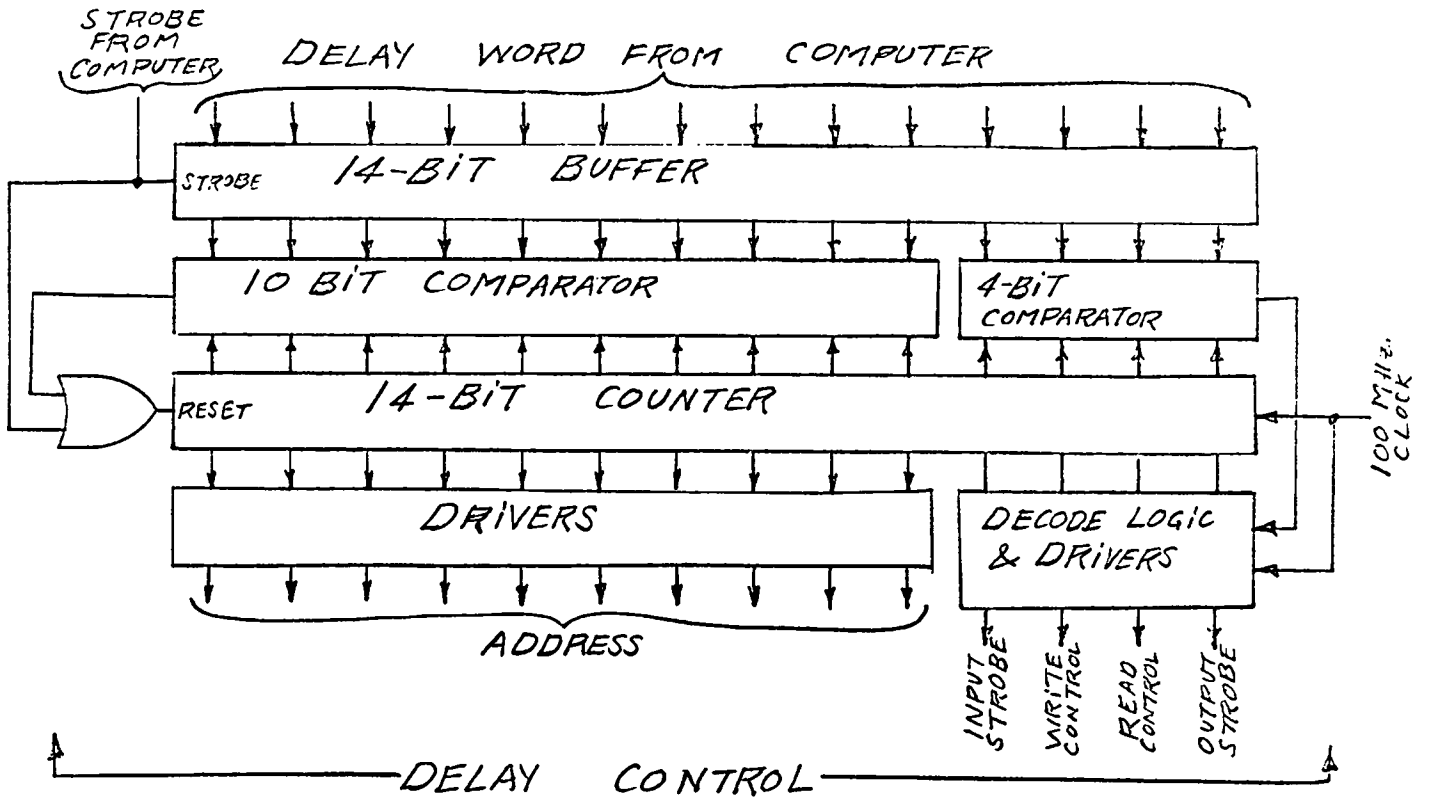 STROBE
FROM
COMPUTER
DELAY WORD FROM COMPUTER
STROBE
14-BiT BUFFER
10 BiT COMPARATOR
4-BiT
COMPARATOR
100 MHz.
CLOCK
RESET
14-BiT COUNTER
DRiVERS
DECODE LOGiC
& DRiVERS
ADDRESS
INPUT
STROBE
WRiTE
CONTROL
READ
CONTROL
OUTPUT
STROBE
DELAY CONTROL